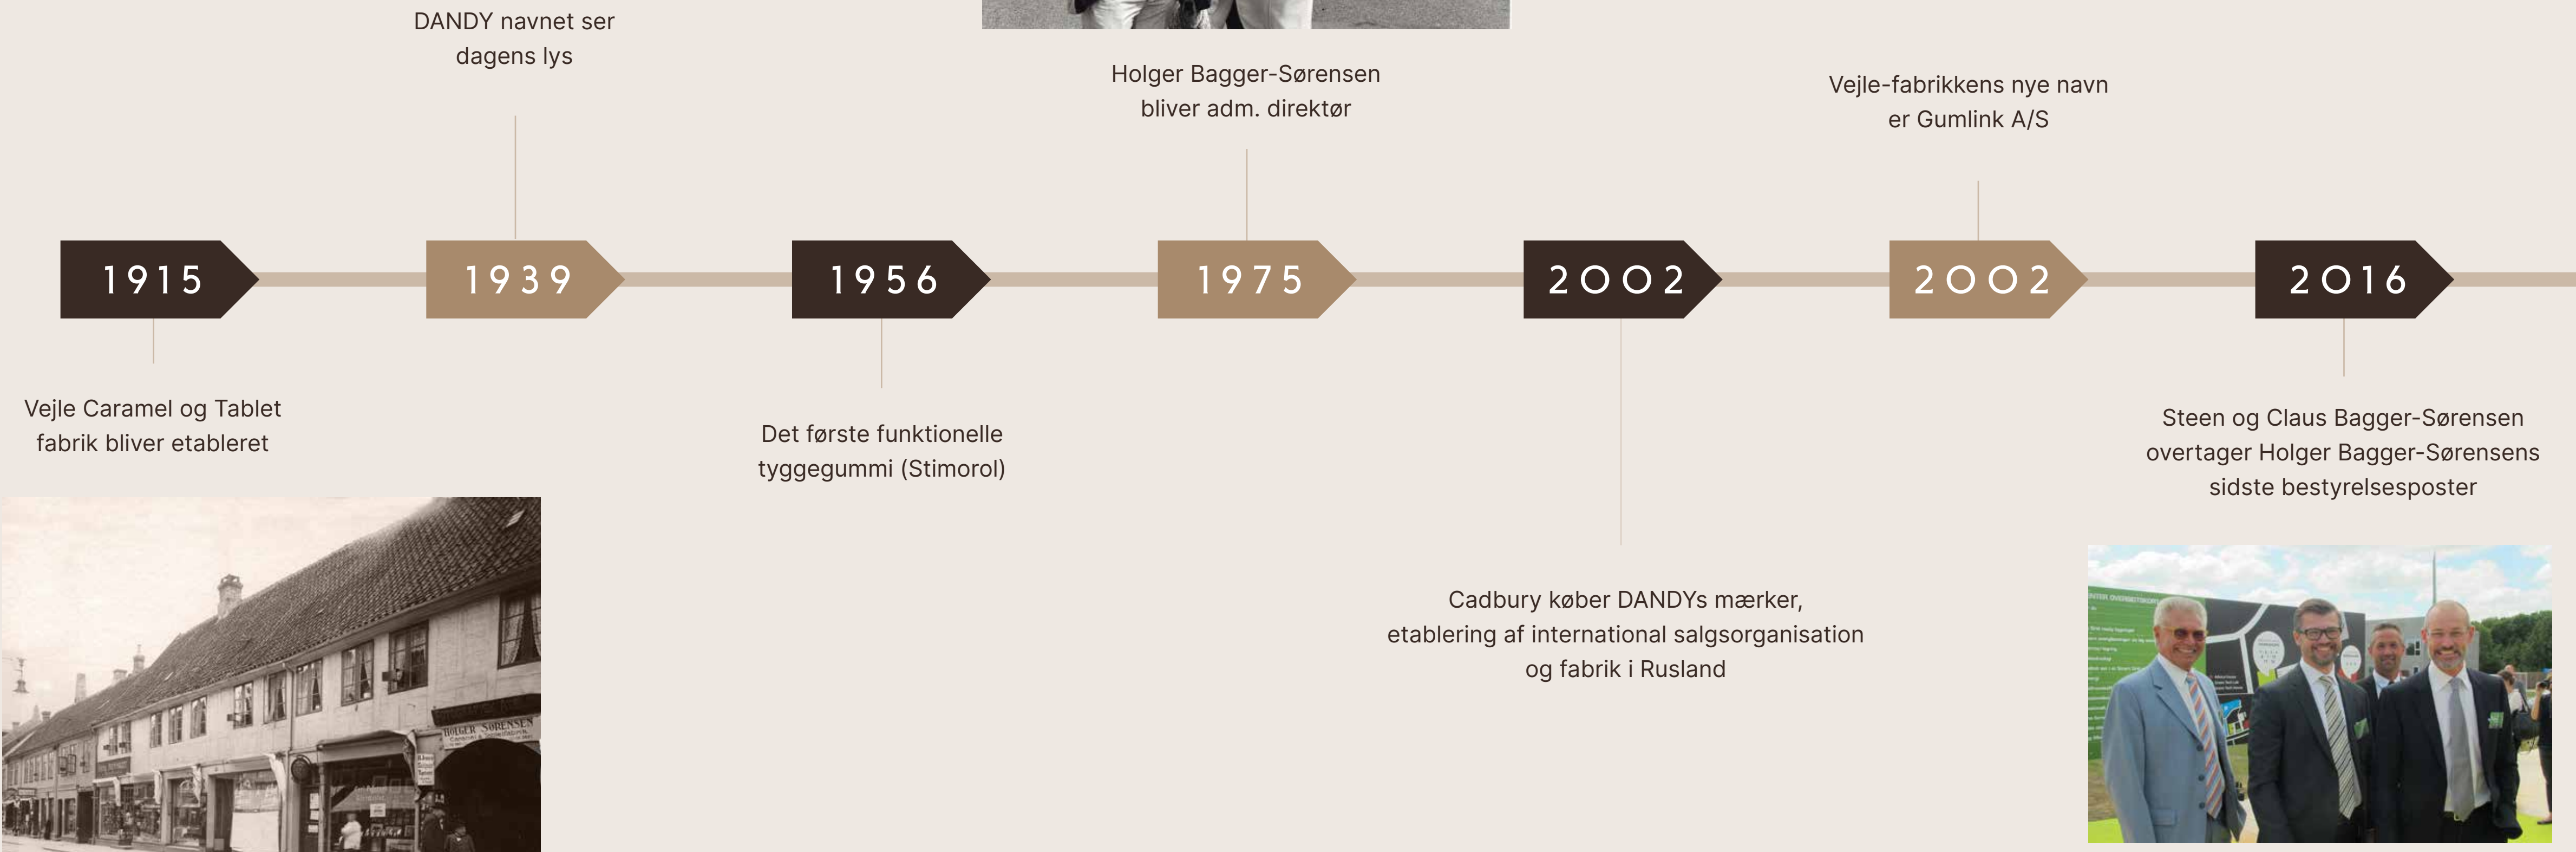 DANDY navnet ser
dagens lys
Holger Bagger-Sørensen
bliver adm. direktør
Vejle-fabrikkens nye navn
er Gumlink A/S
1915
1939
1956
1975
2002
2002
2016
Vejle Caramel og Tablet
fabrik bliver etableret
Det første funktionelle
tyggegummi (Stimorol)
Cadbury køber DANDYs mærker,
etablering af international salgsorganisation
og fabrik i Rusland
Steen og Claus Bagger-Sørensen
overtager Holger Bagger-Sørensens
sidste bestyrelsesposter
HOLGER SØRENSEN